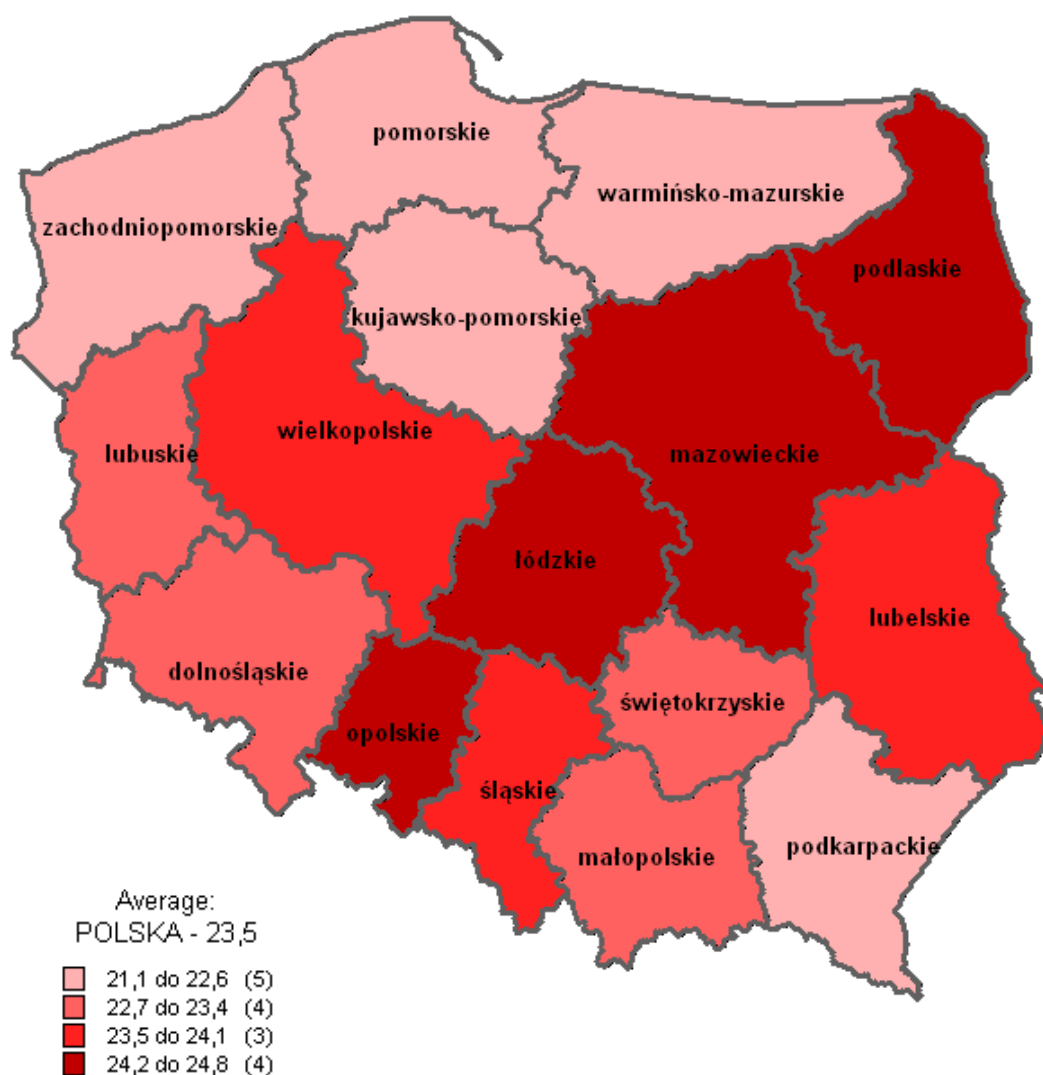 pomorskie
warmińsko-mazurskie
zachodniopomorskie
podlaskie
kujawsko-pomorskie
wielkopolskie
lubuskie
mazowieckie
łódzkie
lubelskie
dolnośląskie
świętokrzyskie
opolskie
śląskie
podkarpackie
małopolskie
Average:
POLSKA - 23,5
21,1 do 22,6 (5)
22,7 do 23,4 (4)
23,5 do 24,1 (3)
24,2 do 24,8 (4)